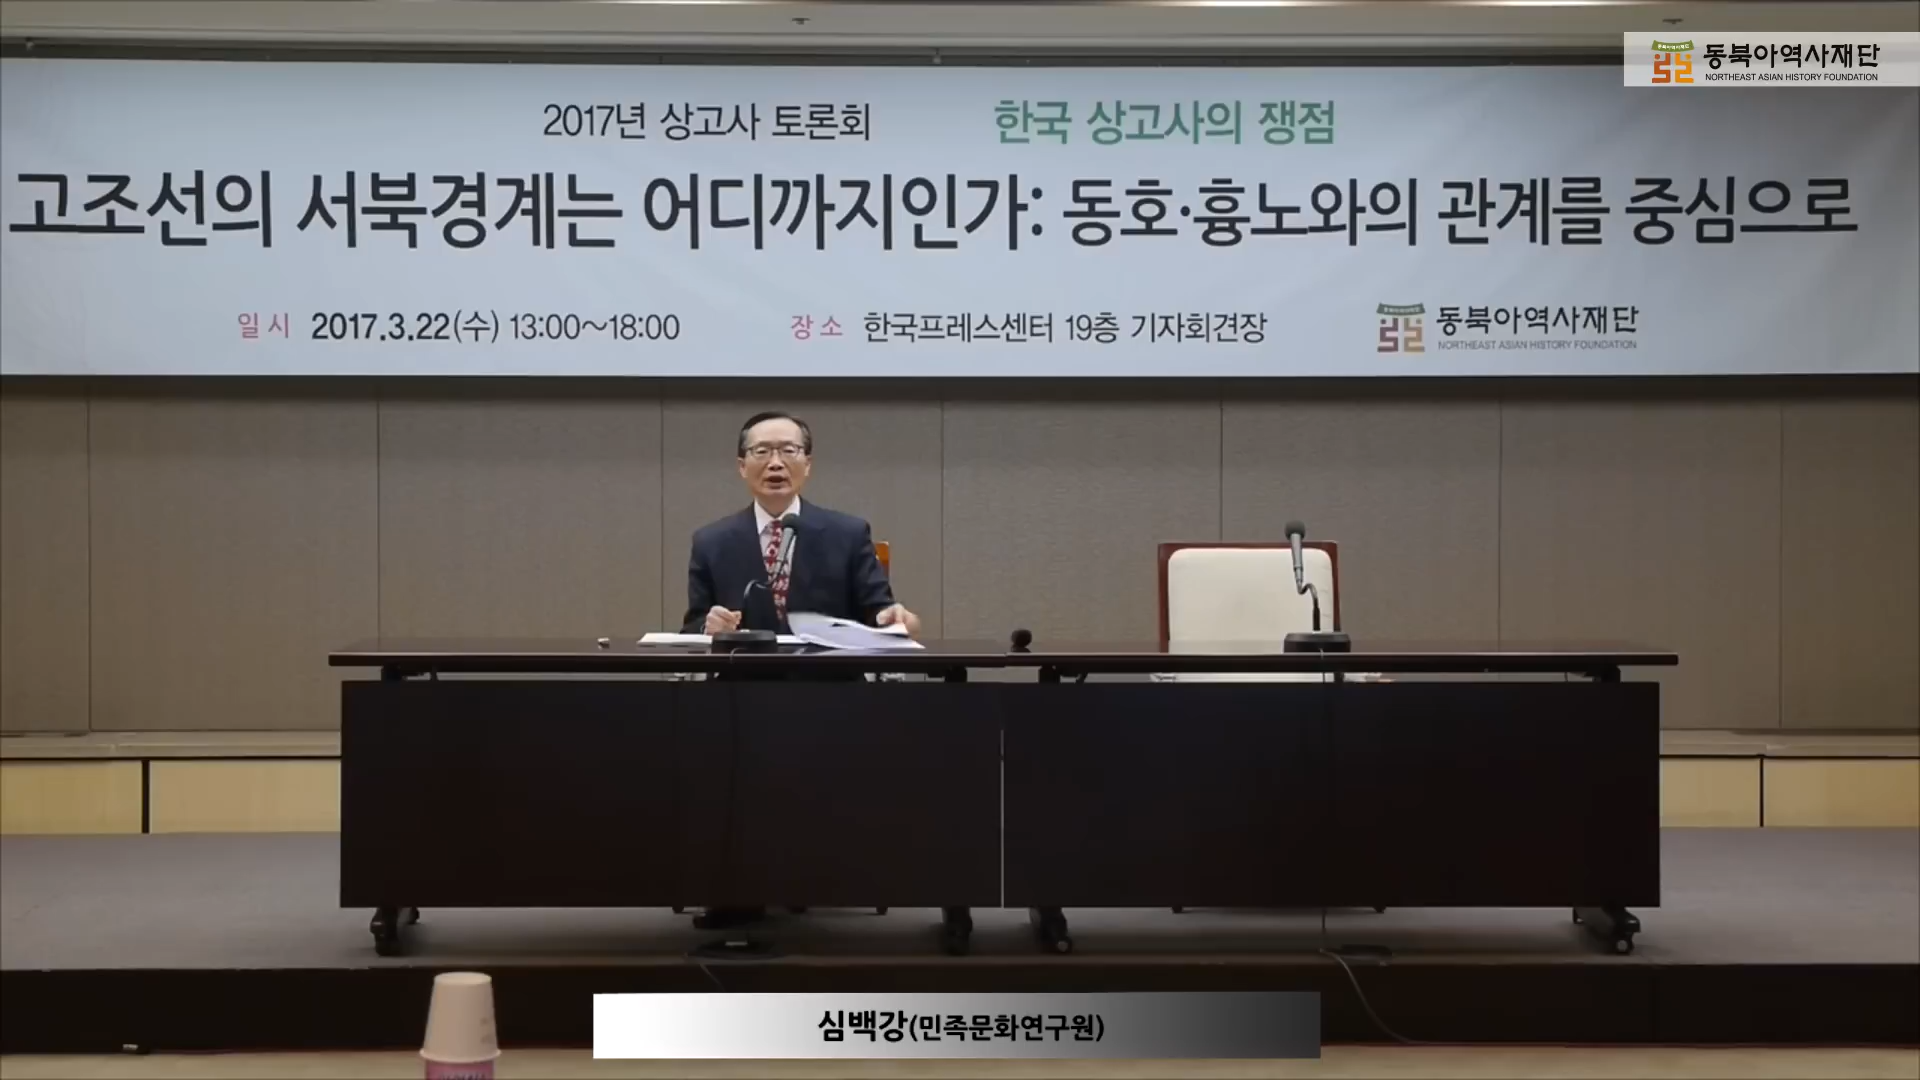 동북아역사재단
NORTHEAST ASIAN HISTORY FOUNDATION
2017년 상고사 토론회 한국 상고사의 쟁점
고조선의 서북경계는 어디까지인가: 동호·흉노와의 관계를 중심으로
일시 2017.3.22(수) 13:00~18:00 장소 한국프레스센터 19층 기자회견장
동북아역사재단
NORTHEAST ASIAN HISTORY FOUNDATION
심백강(민족문화연구원)